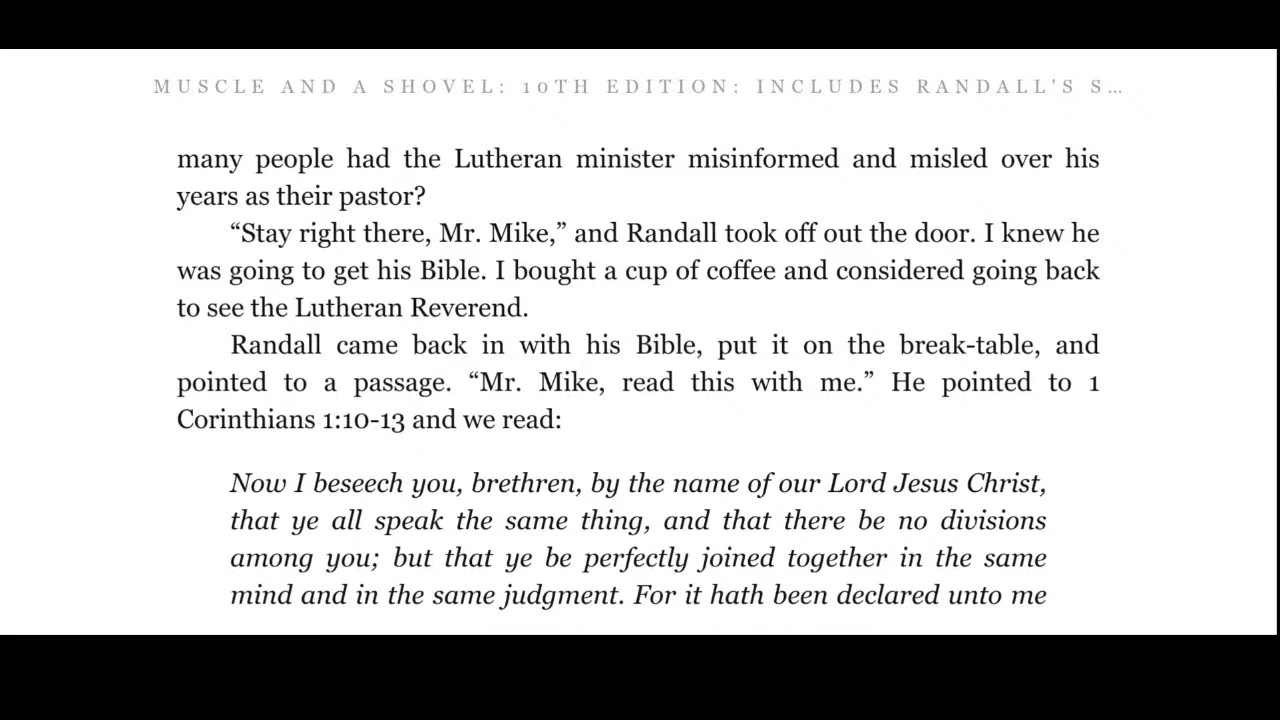 MUSCLE AND A SHOVEL: 10TH EDITION: INCLUDES RANDALL'S S...
many people had the Lutheran minister misinformed and misled over his
years as their pastor?
“Stay right there, Mr. Mike,” and Randall took off out the door. I knew he
was going to get his Bible. I bought a cup of coffee and considered going back
to see the Lutheran Reverend.
Randall came back in with his Bible, put it on the break-table, and
pointed to a passage. “Mr. Mike, read this with me.” He pointed to 1
Corinthians 1:10-13 and we read:
Now I beseech you, brethren, by the name of our Lord Jesus Christ,
that ye all speak the same thing, and that there be no divisions
among you; but that ye be perfectly joined together in the same
mind and in the same judgment. For it hath been declared unto me